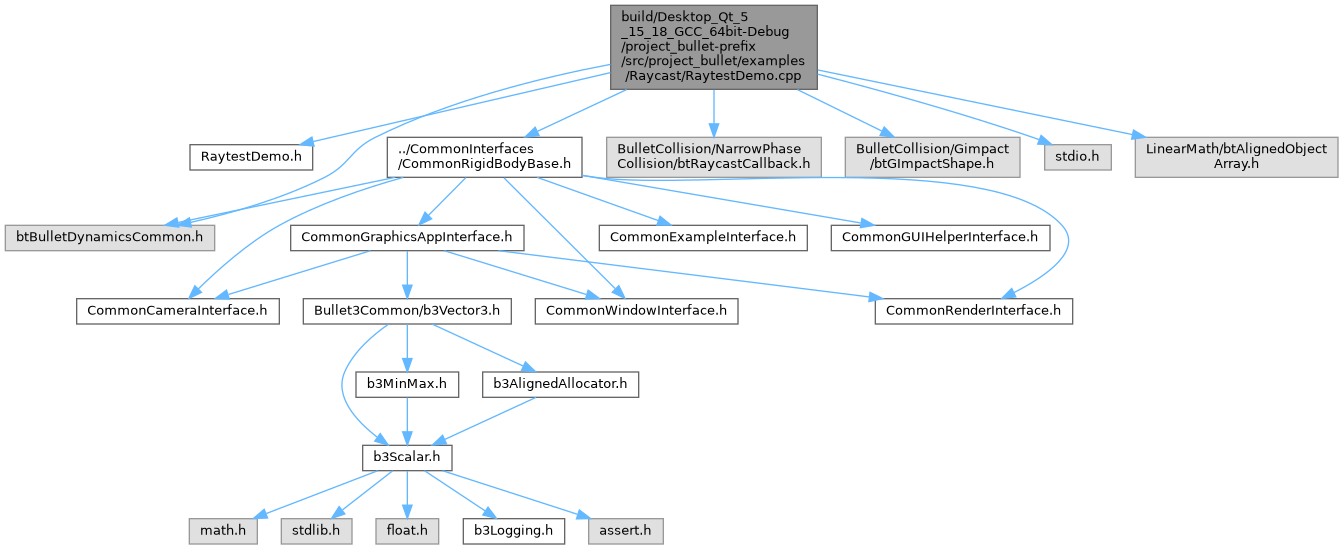 build/Desktop_Qt_5
_15_18_GCC_64bit-Debug
/project_bullet-prefix
/src/project_bullet/examples
/Raycast/RaytestDemo.cpp
RaytestDemo.h
../CommonInterfaces
/CommonRigidBodyBase.h
BulletCollision/NarrowPhase
Collision/btRaycastCallback.h
BulletCollision/Gimpact
/btGImpactShape.h
stdio.h
LinearMath/btAlignedObject
Array.h
btBulletDynamicsCommon.h
CommonGraphicsAppInterface.h
CommonExampleInterface.h
CommonGUIHelperInterface.h
CommonCameraInterface.h
Bullet3Common/b3Vector3.h
CommonWindowInterface.h
CommonRenderInterface.h
b3MinMax.h
b3AlignedAllocator.h
b3Scalar.h
math.h
stdlib.h
float.h
b3Logging.h
assert.h